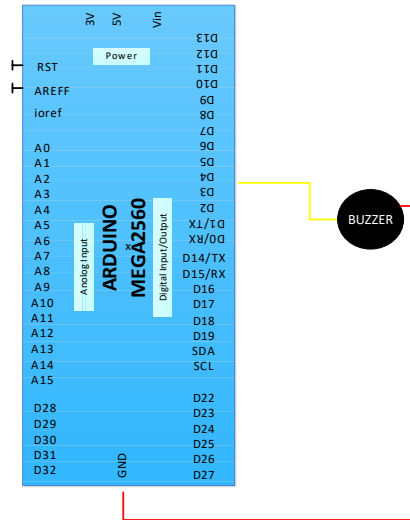 3V
5V
Vin
Power
RST
AREFF
ioref
A0
A1
A2
A3
A4
A5
A6
A7
A8
A9
A10
A11
A12
A13
A14
A15
D28
D29
D30
D31
D32
Anolog Input
ARDUINO
x
MEGA2560
Digital Input/Output
GND
D13
D12
D11
D10
D9
D8
D7
D6
D5
D4
D3
D2
D1/TX
D0/RX
D14/TX
D15/RX
D16
D17
D18
D19
SDA
SCL
D22
D23
D24
D25
D26
D27
BUZZER